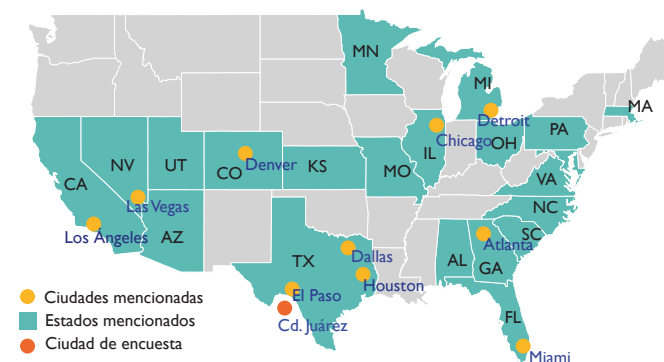 MN
MI
MA
Detroit
Chicago
OH
PA
IL
NV
UT
CO
Denver
KS
MO
VA
CA
Las Vegas
NC
Los Ángeles
AZ
SC
Atlanta
TX
Dallas
AL
GA
Houston
El Paso
FL
Cd. Juárez
Miami
Ciudades mencionadas
Estados mencionados
Ciudad de encuesta